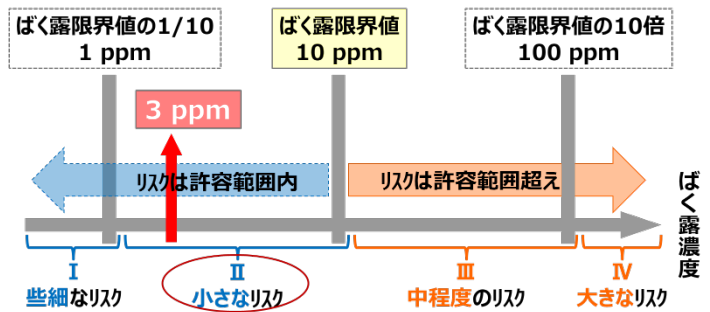 ばく露限界値の1/10
1 ppm
ばく露限界値
10 ppm
ばく露限界値の10倍
100 ppm
3 ppm
リスクは許容範囲内
リスクは許容範囲超え
ばく露濃度
Ⅰ
些細なリスク
Ⅱ
小さなリスク
Ⅲ
中程度のリスク
Ⅳ
大きなリスク